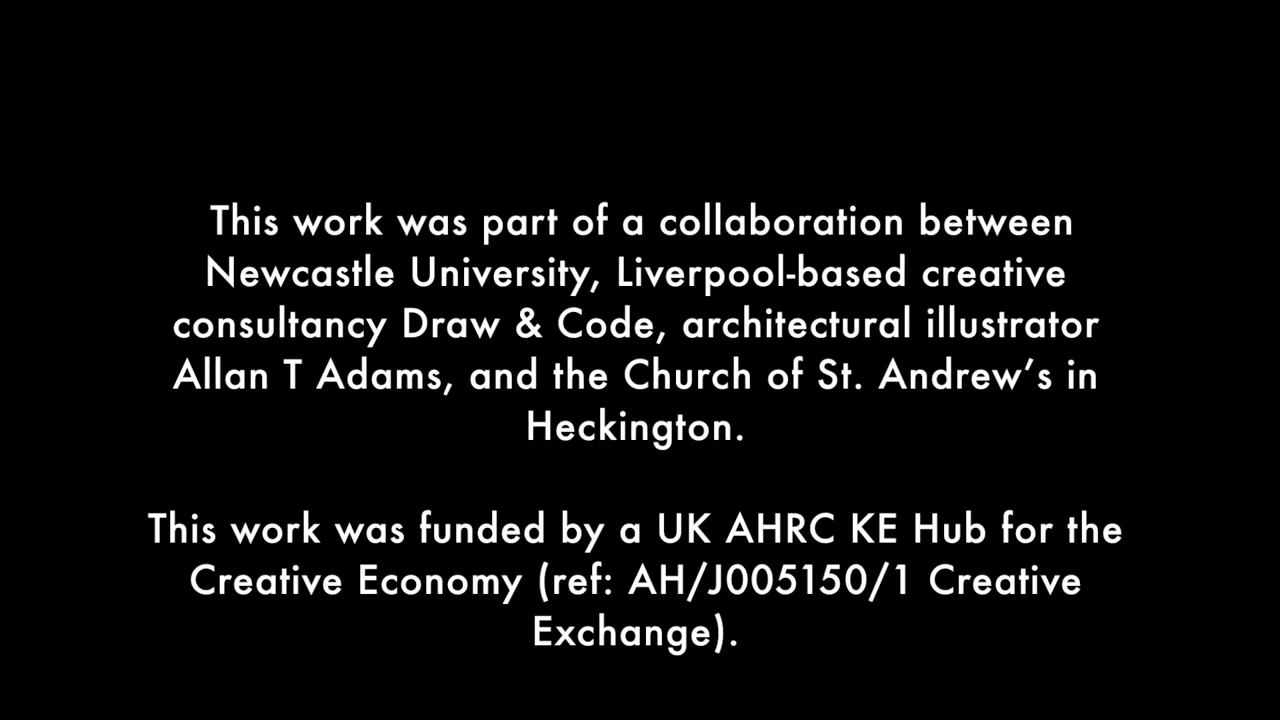 This work was part of a collaboration between
Newcastle University, Liverpool-based creative
consultancy Draw & Code, architectural illustrator
Allan T Adams, and the Church of St. Andrew’s in
Heckington.
This work was funded by a UK AHRC KE Hub for the
Creative Economy (ref: AH/J005150/1 Creative
Exchange).